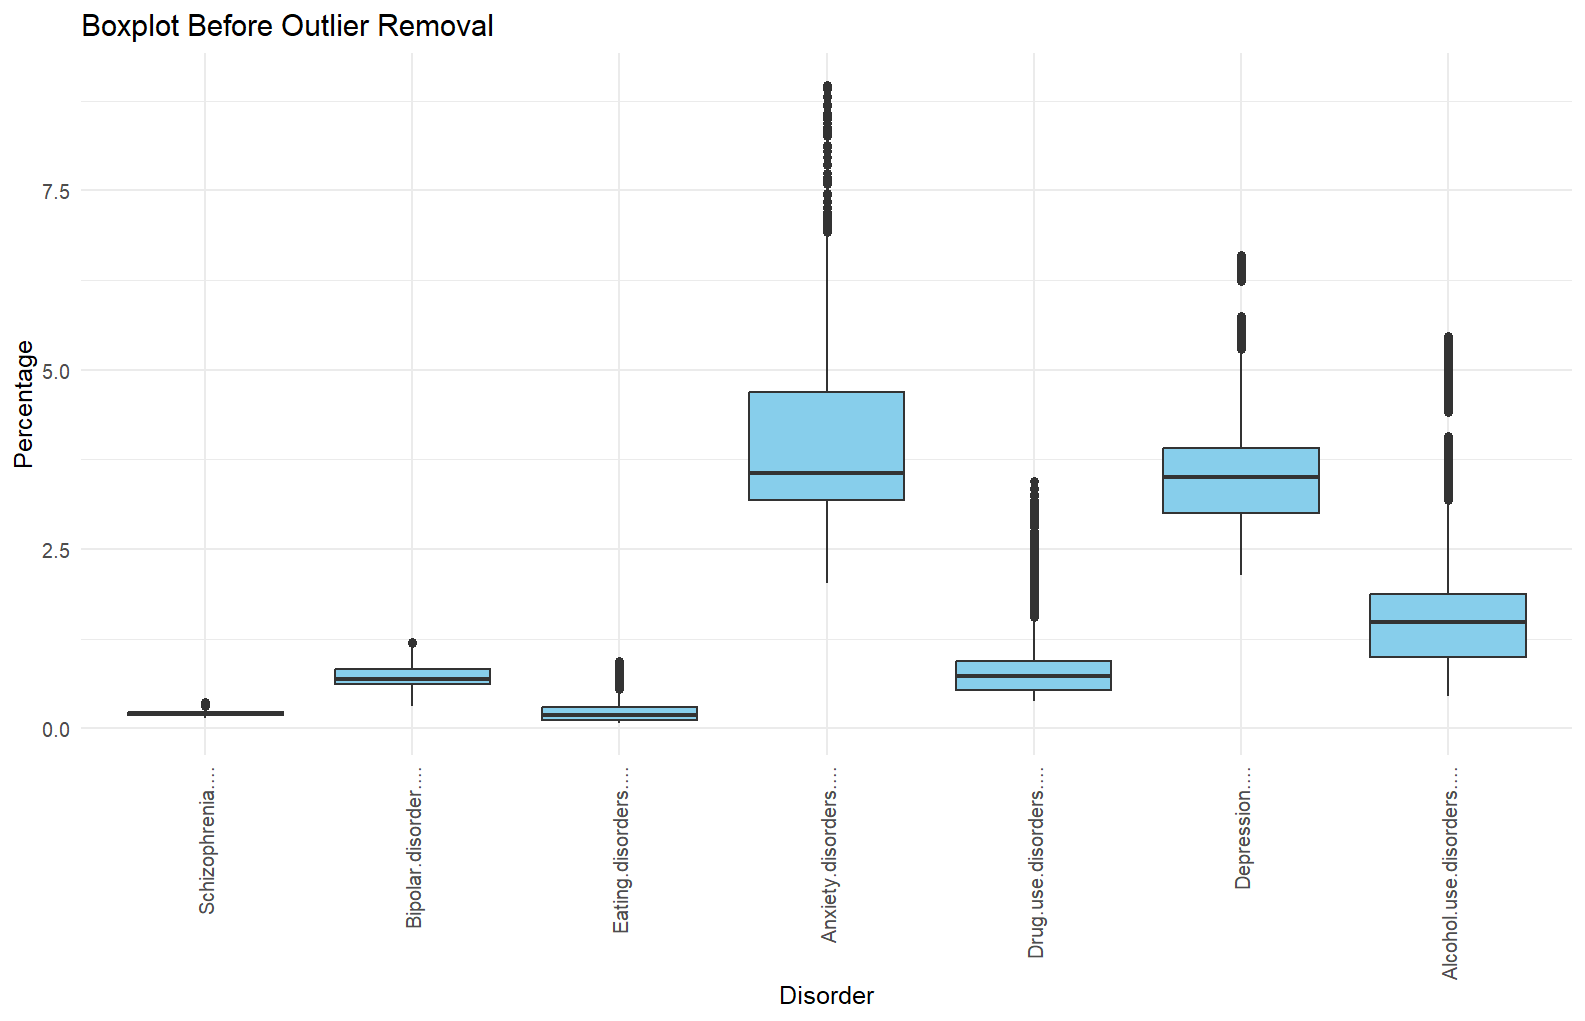 Boxplot Before Outlier Removal
Percentage
7.5
5.0
2.5
0.0
Schizophrenia....
Bipolar.disorder....
Eating.disorders....
Anxiety.disorders....
Drug.use.disorders....
Depression....
Alcohol.use.disorders....
Disorder